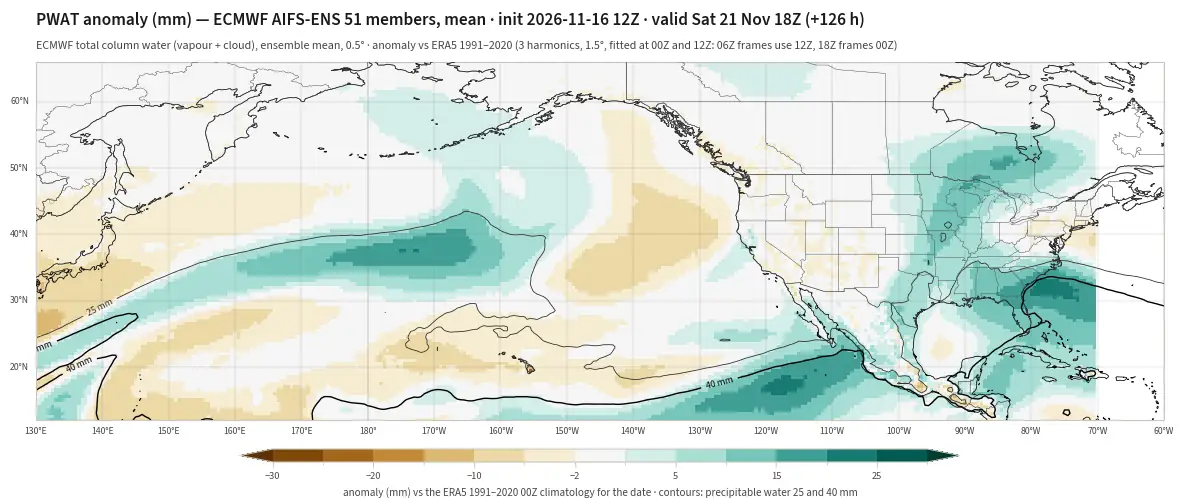 PWAT anomaly (mm) — ECMWF AIFS-ENS 51 members, mean · init 2026-11-16 12Z · valid Sat 21 Nov 18Z (+126 h)
ECMWF total column water (vapour + cloud), ensemble mean, 0.5° · anomaly vs ERA5 1991–2020 (3 harmonics, 1.5°, fitted at 00Z and 12Z: 06Z frames use 12Z, 18Z frames 00Z)
60°N
50°N
40°N
30°N
20°N
25 mm
mm
40 mm
40 mm
130°E 140°E 150°E 160°E 170°E 180° 170°W 160°W 150°W 140°W 130°W 120°W 110°W 100°W 90°W 80°W 70°W 60°W
−30 −20 −10 −2 5 15 25
anomaly (mm) vs the ERA5 1991–2020 00Z climatology for the date · contours: precipitable water 25 and 40 mm